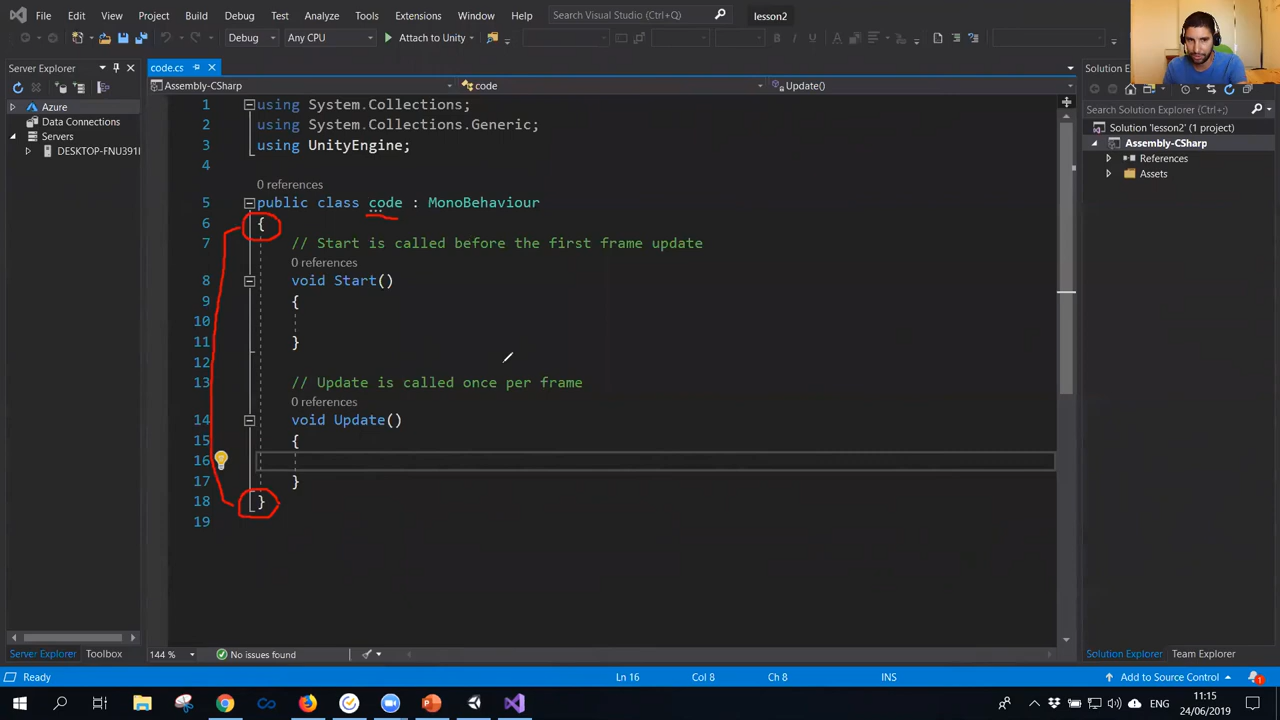 File Edit View Project Build Debug Test Analyze Tools Extensions Window Help Search Visual Studio (Ctrl+Q) lesson2
Debug Any CPU Attach to Unity
Server Explorer
Azure
Data Connections
Servers
DESKTOP-FNU391
code.cs
Assembly-CSharp code Update()
1 using System.Collections;
2 using System.Collections.Generic;
3 using UnityEngine;
4
0 references
5 public class code : MonoBehaviour
6 {
7 // Start is called before the first frame update
0 references
8 void Start()
9 {
10
11 }
12
13 // Update is called once per frame
0 references
14 void Update()
15 {
16
17 }
18 }
19
Solution Ex
Search Solution Explorer (Ctrl
Solution 'lesson2' (1 project)
Assembly-CSharp
References
Assets
Server Explorer Toolbox
144 % No issues found
Solution Explorer Team Explorer
Ready Ln 16 Col 8 Ch 8 INS Add to Source Control 1
ENG 11:15
24/06/2019